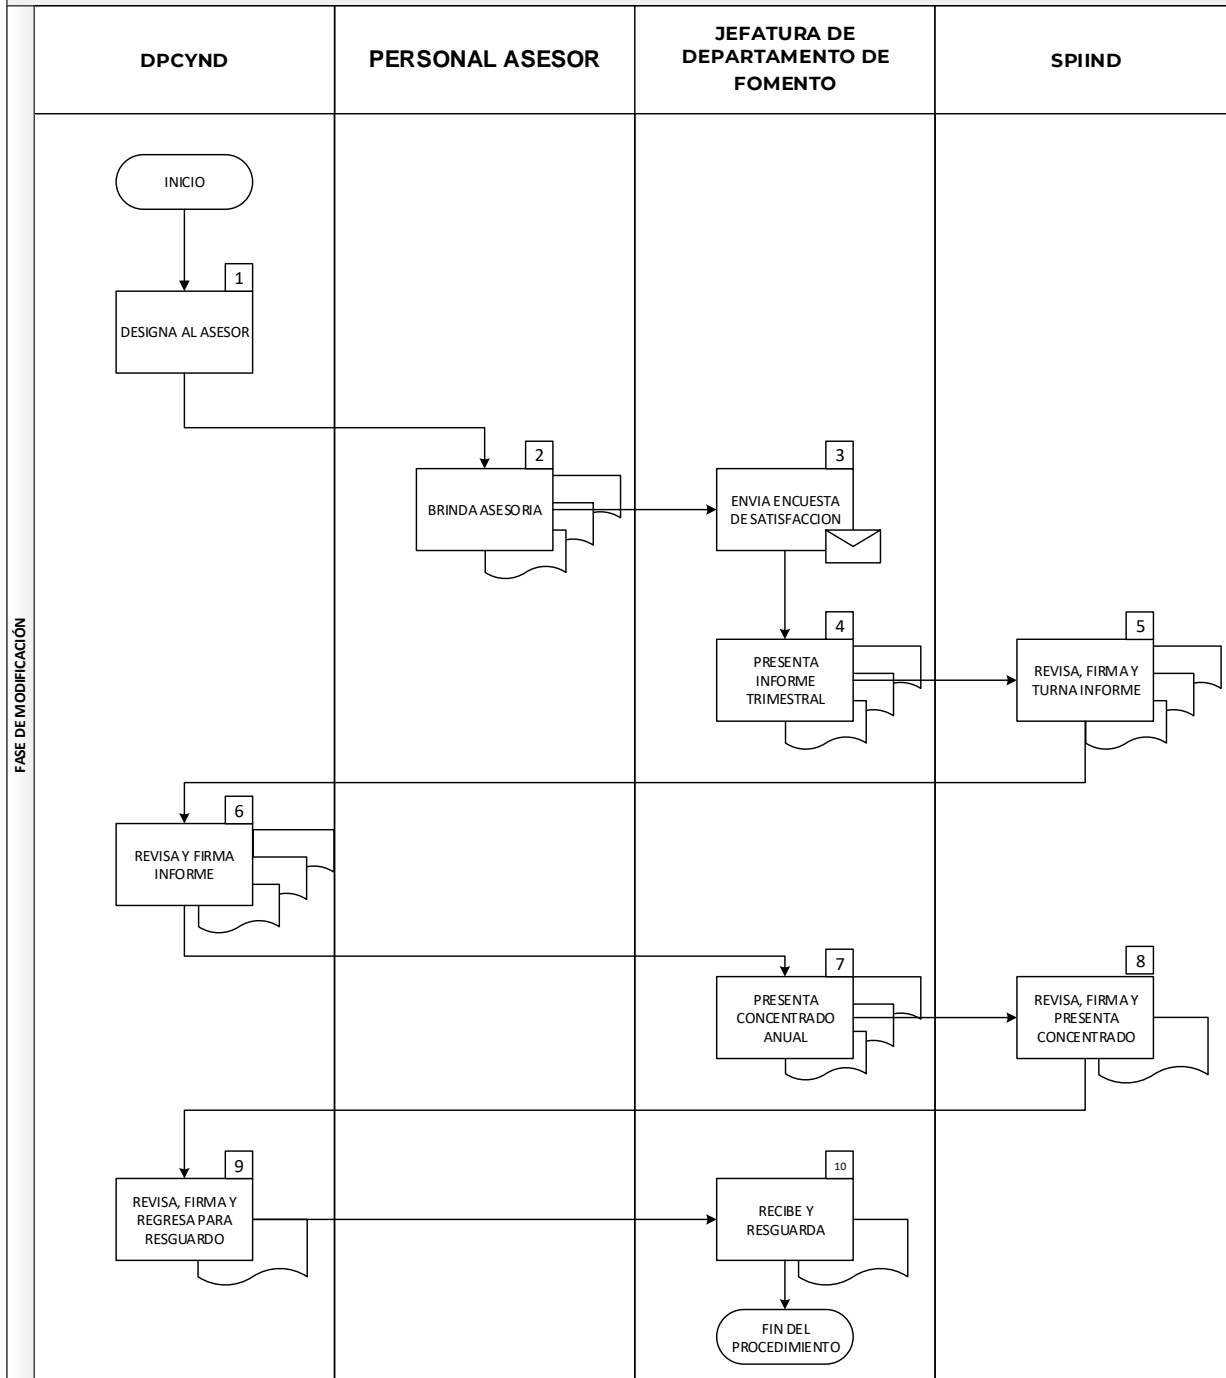 DPCYND
PERSONAL ASESOR
JEFATURA DE
DEPARTAMENTO DE
FOMENTO
SPIIND
FASE DE MODIFICACIÓN
INICIO
1
DESIGNA AL ASESOR
2
BRINDA ASESORIA
3
ENVIA ENCUESTA
DE SATISFACCION
4
PRESENTA
INFORME
TRIMESTRAL
5
REVISA, FIRMA Y
TURNA INFORME
6
REVISA Y FIRMA
INFORME
7
PRESENTA
CONCENTRADO
ANUAL
8
REVISA, FIRMA Y
PRESENTA
CONCENTRADO
9
REVISA, FIRMA Y
REGRESA PARA
RESGUARDO
10
RECIBE Y
RESGUARDA
FIN DEL
PROCEDIMIENTO